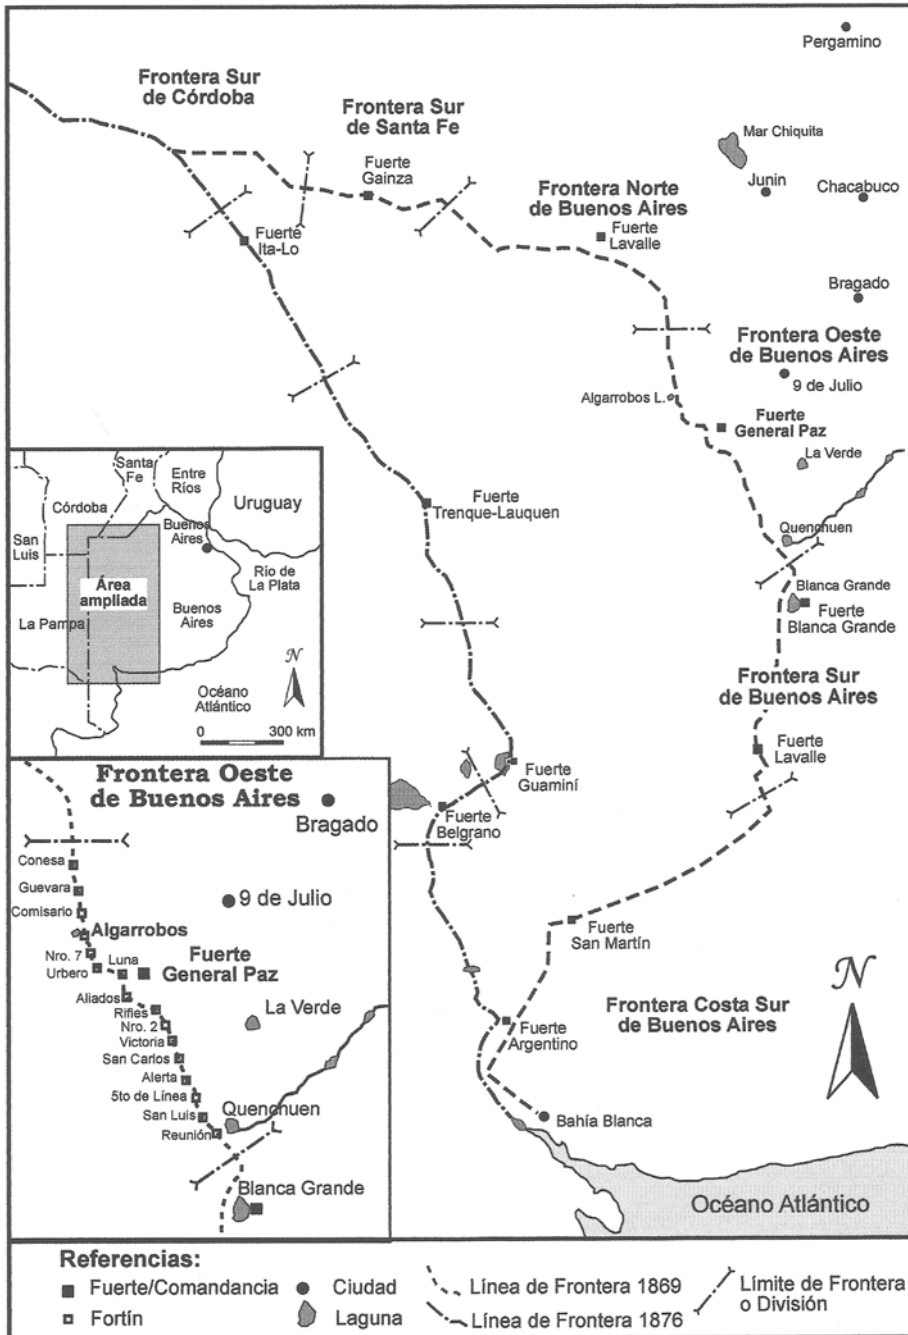 Pergamino
Frontera Sur
de Córdoba
Frontera Sur
de Santa Fe
Mar Chiquita
Fuerte
Gainza
Junin
Chacabuco
Frontera Norte
de Buenos Aires
Fuerte
Lavalle
Fuerte
Ita-Lo
Bragado
Frontera Oeste
de Buenos Aires
9 de Julio
Algarrobos L.
Fuerte
General Paz
La Verde
Fuerte
Trenque-Lauquen
Quenchuen
Blanca Grande
Fuerte
Blanca Grande
Frontera Sur
de Buenos Aires
Fuerte
Lavalle
Fuerte
Guaminí
Fuerte
Belgrano
Fuerte
San Martín
Frontera Costa Sur
de Buenos Aires
Fuerte
Argentino
Bahía Blanca
N
Océano Atlántico
Santa
Fe
Entre
Ríos
Uruguay
Córdoba
San
Luis
Buenos
Aires
Área
ampliada
Río de
La Plata
La Pampa
Buenos
Aires
N
Océano
Atlántico
0 300 km
Frontera Oeste
de Buenos Aires
Bragado
Conesa
Guevara
9 de Julio
Comisario
Algarrobos
Nro. 7
Luna
Fuerte
General Paz
Urbero
Aliados
Rifles
La Verde
Nro. 2
Victoria
San Carlos
Alerta
5to de Línea
San Luis
Quenchuen
Reunión
Blanca Grande
Referencias:
Fuerte/Comandancia
Ciudad
Línea de Frontera 1869
Límite de Frontera
o División
Fortín
Laguna
Línea de Frontera 1876